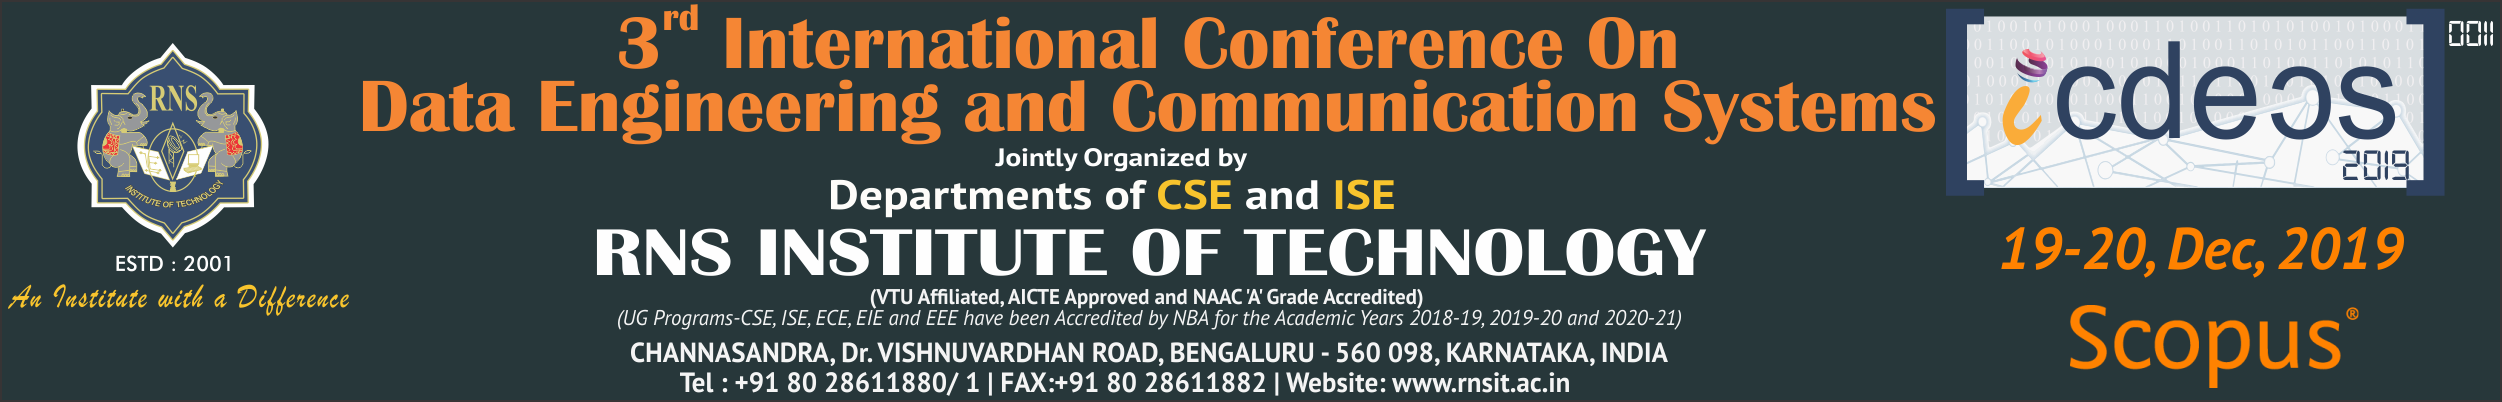 3rd International Conference On
Data Engineering and Communication Systems
Jointly Organized by
Departments of CSE and ISE
RNS INSTITUTE OF TECHNOLOGY
(VTU Affiliated, AICTE Approved and NAAC 'A' Grade Accredited)
(UG Programs-CSE, ISE, ECE, EIE and EEE have been Accredited by NBA for the Academic Years 2018-19, 2019-20 and 2020-21)
CHANNASANDRA, Dr. VISHNUVARDHAN ROAD, BENGALURU - 560 098, KARNATAKA, INDIA
Tel : +91 80 28611880/ 1 | FAX:+91 80 28611882 | Website: www.rnsit.ac.in
RNS
INSTITUTE OF TECHNOLOGY
ESTD : 2001
An Institute with a Difference
icdecs
2019
0011
19-20, Dec, 2019
Scopus®